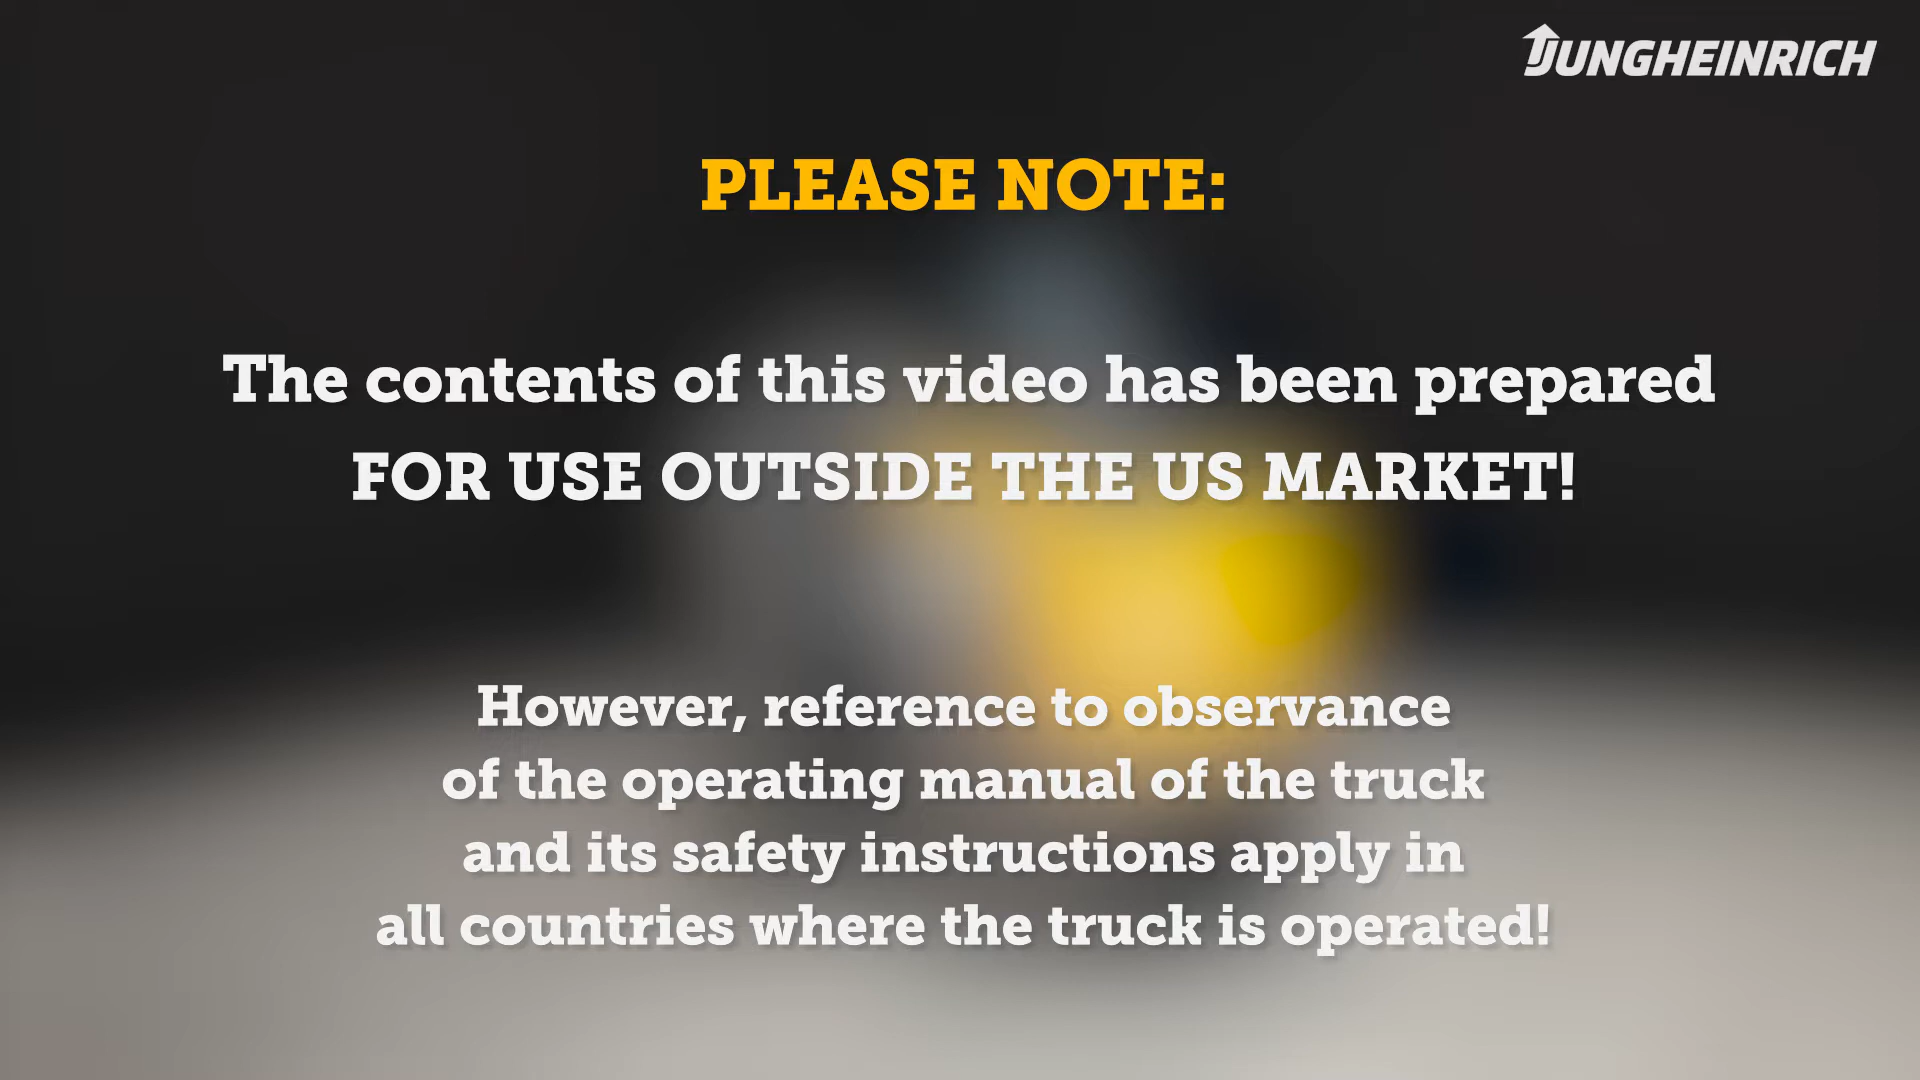 JUNGHEINRICH
PLEASE NOTE:
The contents of this video has been prepared
FOR USE OUTSIDE THE US MARKET!
However, reference to observance
of the operating manual of the truck
and its safety instructions apply in
all countries where the truck is operated!